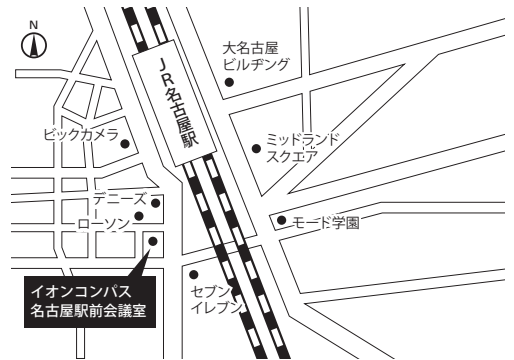 N
大名古屋
ビルヂング
JR名古屋駅
ビックカメラ
ミッドランド
スクエア
デニーズ
ローソン
モード学園
イオンコンパス
名古屋駅前会議室
セブン
イレブン